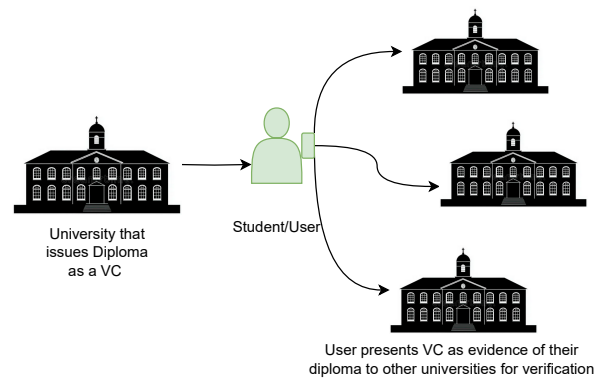 University that
issues Diploma
as a VC
Student/User
User presents VC as evidence of their
diploma to other universities for verification